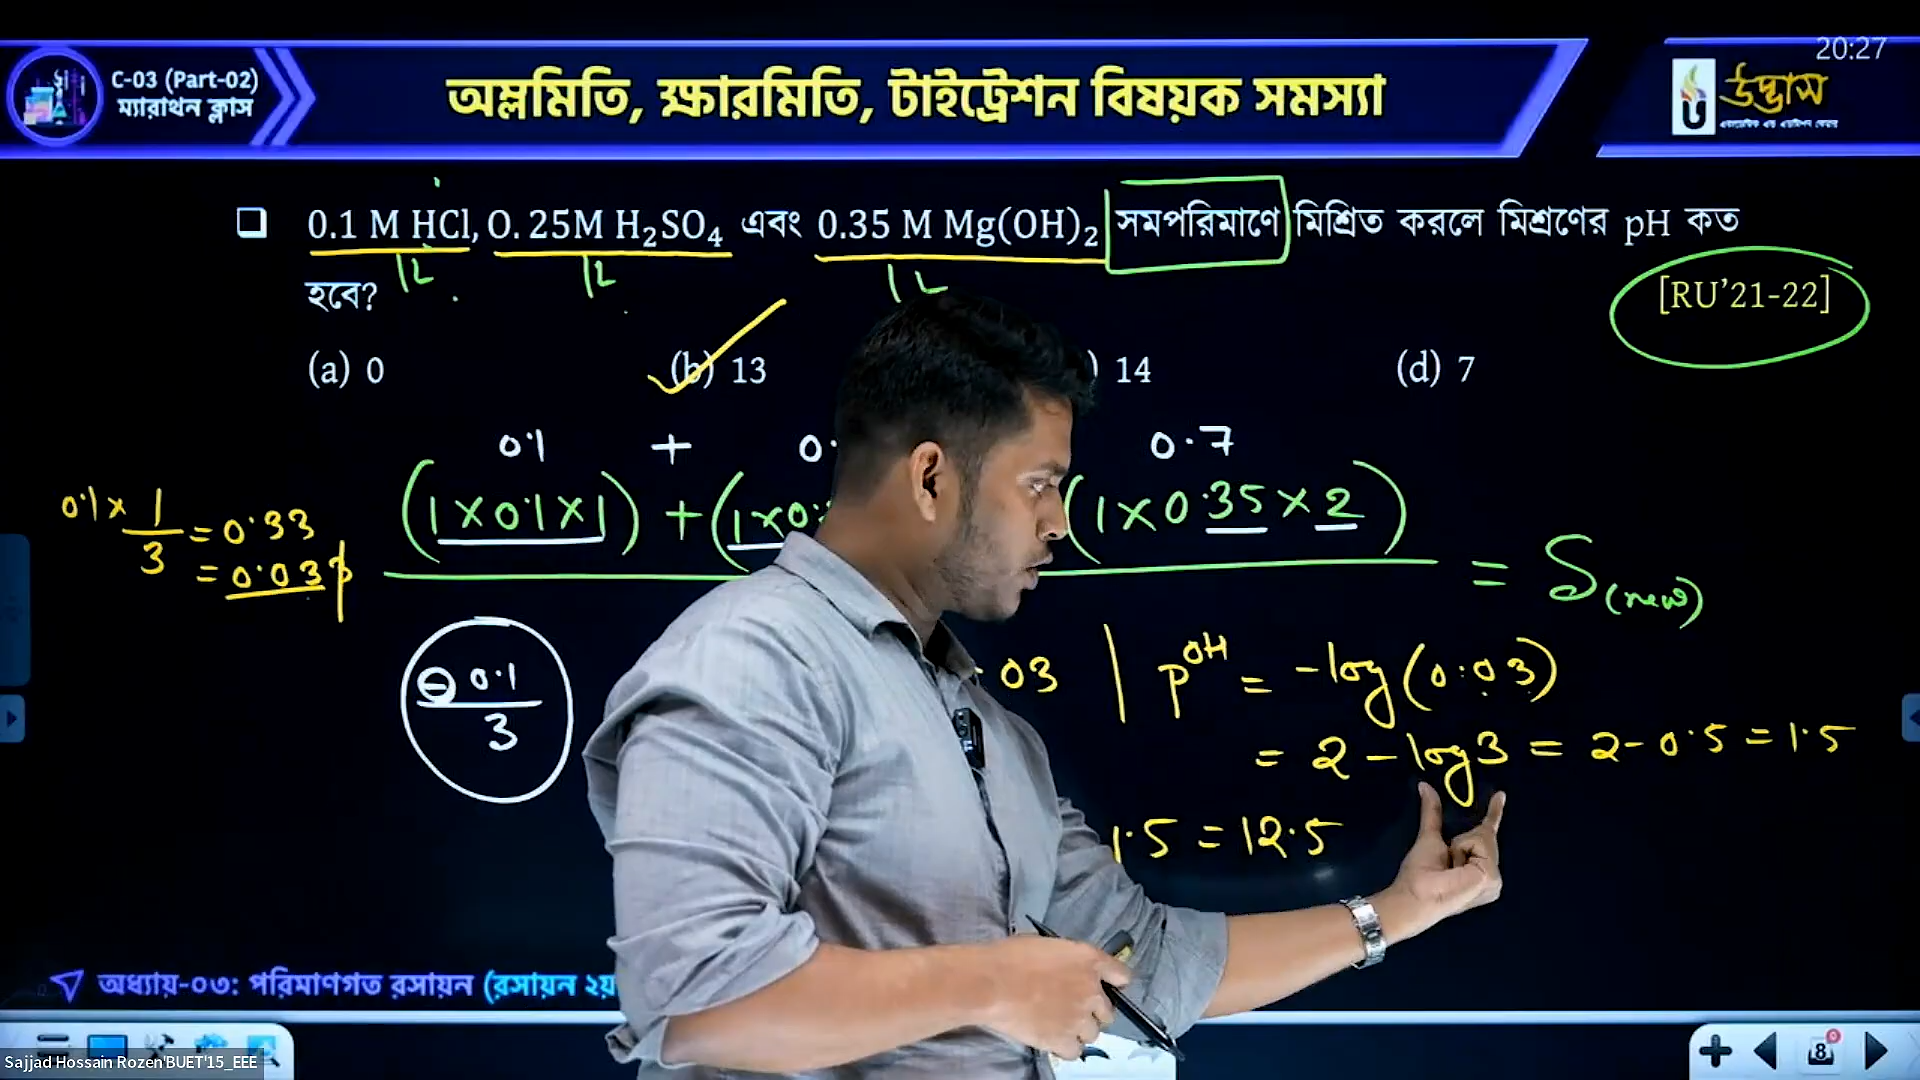 20:27
C-03 (Part-02)
ম্যারাথন ক্লাস
অম্লমিতি, ক্ষারমিতি, টাইট্রেশন বিষয়ক সমস্যা
উদ্ভাস
0.1 M HCl, 0.25M H₂SO₄ এবং 0.35 M Mg(OH)₂ সমপরিমাণে মিশ্রিত করলে মিশ্রণের pH কত
হবে?
1L 1L 1L
[RU'21-22]
(a) 0 (b) 13 ) 14 (d) 7
0.1 + 0. 0.7
(1×0.1×1) + (1×0. (1×0.35×2) = S(new)
0.1 × 1/3 = 0.33
= 0.03
⊖ 0.1/3
03 | pOH = -log(0.03)
= 2 - log3 = 2 - 0.5 = 1.5
1.5 = 12.5
অধ্যায়-০৩: পরিমাণগত রসায়ন (রসায়ন ২য়
Sajjad Hossain Rozen'BUET'15_EEE
8